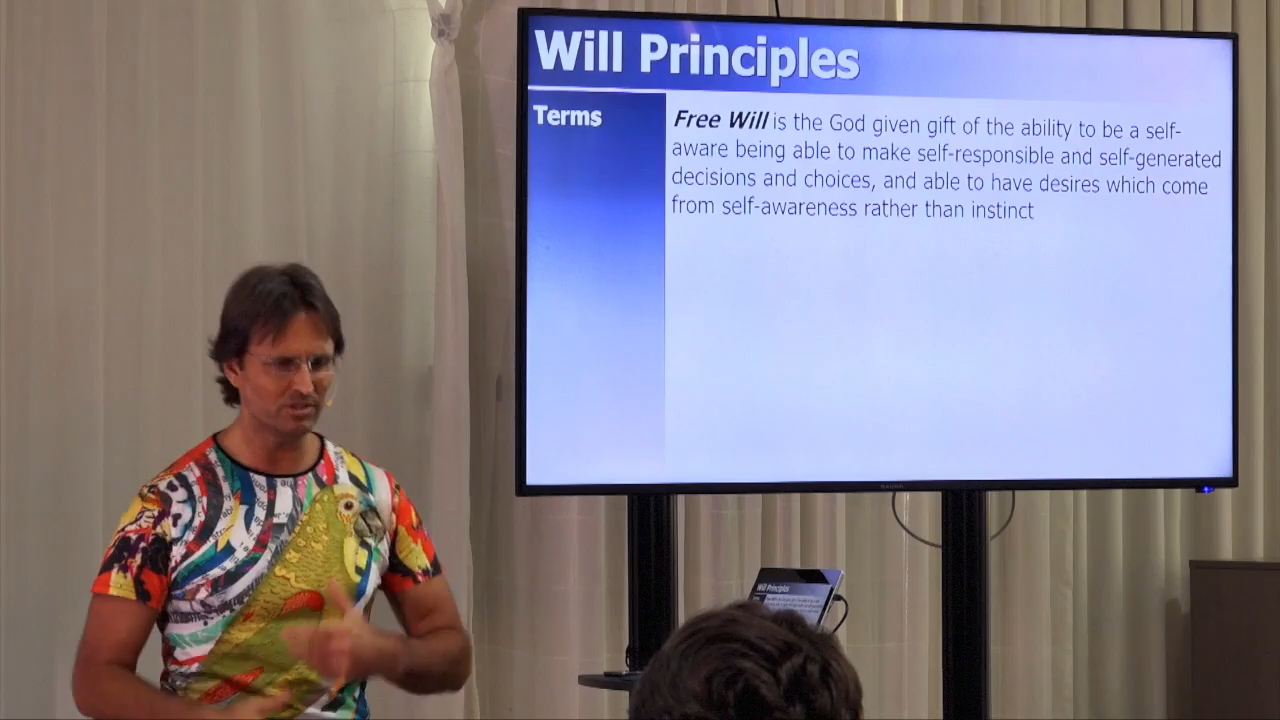 Will Principles
Terms
Free Will is the God given gift of the ability to be a self-
aware being able to make self-responsible and self-generated
decisions and choices, and able to have desires which come
from self-awareness rather than instinct
Will Principles